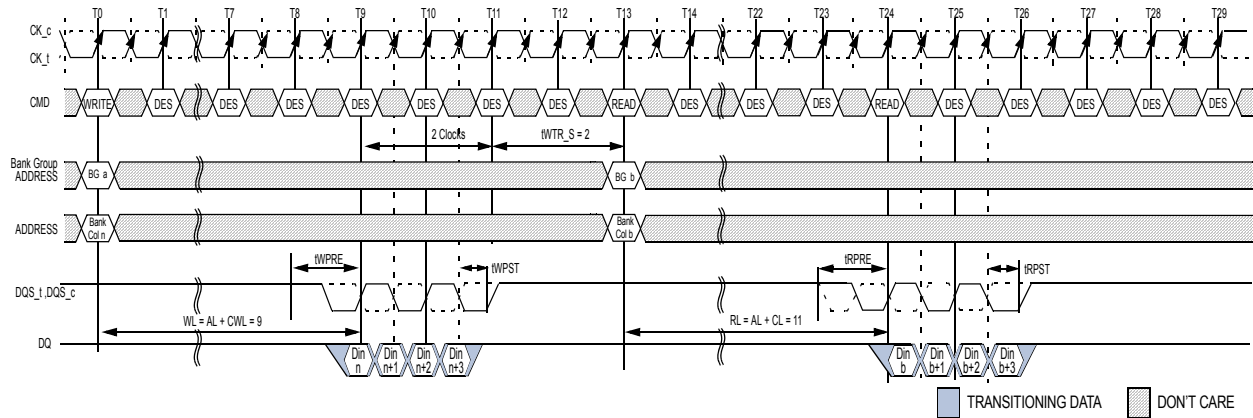 T0 T1 T7 T8 T9 T10 T11 T12 T13 T14 T22 T23 T24 T25 T26 T27 T28 T29
CK_c
CK_t
CMD WRITE DES DES DES DES DES DES DES READ DES DES DES READ DES DES DES DES DES
2 Clocks tWTR_S = 2
Bank Group
ADDRESS BG a BG b
ADDRESS Bank
Col n Bank
Col b
tWPRE tWPST tRPRE tRPST
DQS_t ,DQS_c
WL = AL + CWL = 9 RL = AL + CL = 11
DQ Din
n Din
n+1 Din
n+2 Din
n+3 Din
b Din
b+1 Din
b+2 Din
b+3
TRANSITIONING DATA DON'T CARE